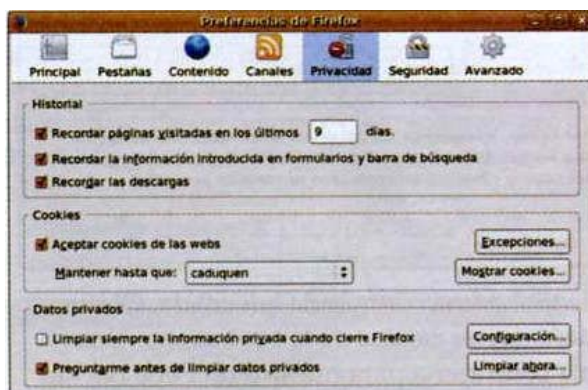 Preferencias de Firefox
Principal Pestañas Contenido Canales Privacidad Seguridad Avanzado
Historial
Recordar páginas visitadas en los últimos 9 días.
Recordar la información introducida en formularios y barra de búsqueda
Recordar las descargas
Cookies
Aceptar cookies de las webs Excepciones...
Mantener hasta que: caduquen Mostrar cookies...
Datos privados
Limpiar siempre la información privada cuando cierre Firefox Configuración...
Preguntarme antes de limpiar datos privados Limpiar ahora...